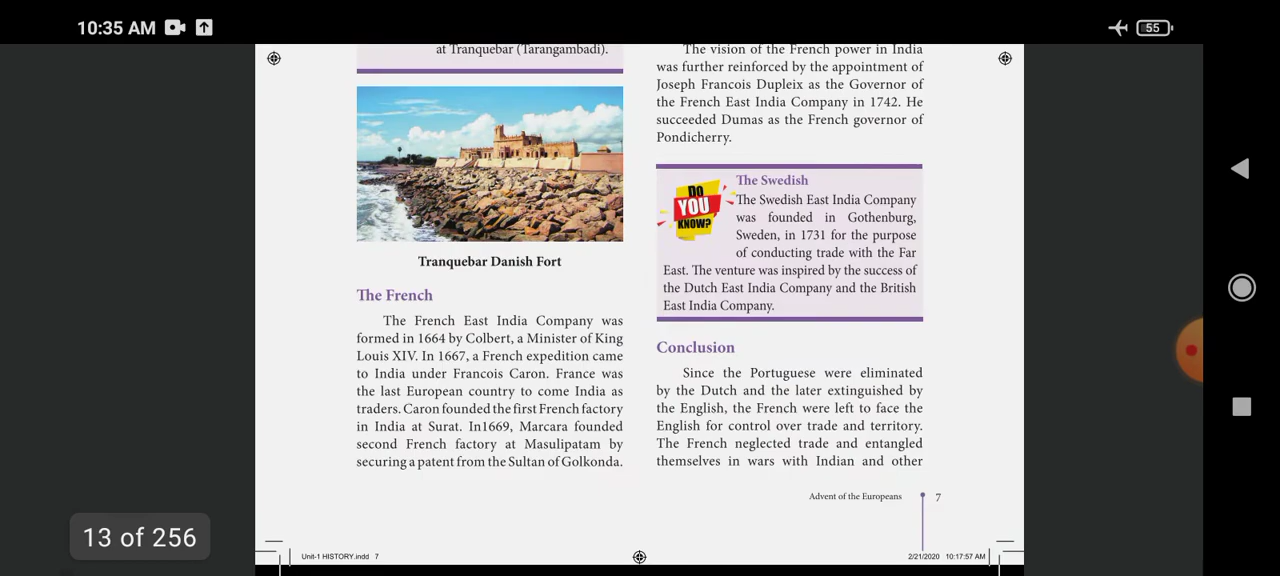 10:35 AM
55
at Tranquebar (Tarangambadi).
Tranquebar Danish Fort
The French
The French East India Company was
formed in 1664 by Colbert, a Minister of King
Louis XIV. In 1667, a French expedition came
to India under Francois Caron. France was
the last European country to come India as
traders. Caron founded the first French factory
in India at Surat. In1669, Marcara founded
second French factory at Masulipatam by
securing a patent from the Sultan of Golkonda.
The vision of the French power in India
was further reinforced by the appointment of
Joseph Francois Dupleix as the Governor of
the French East India Company in 1742. He
succeeded Dumas as the French governor of
Pondicherry.
DO
YOU
KNOW?
The Swedish
The Swedish East India Company
was founded in Gothenburg,
Sweden, in 1731 for the purpose
of conducting trade with the Far
East. The venture was inspired by the success of
the Dutch East India Company and the British
East India Company.
Conclusion
Since the Portuguese were eliminated
by the Dutch and the later extinguished by
the English, the French were left to face the
English for control over trade and territory.
The French neglected trade and entangled
themselves in wars with Indian and other
Advent of the Europeans
7
13 of 256
Unit-1 HISTORY.indd 7
2/21/2020 10:17:57 AM